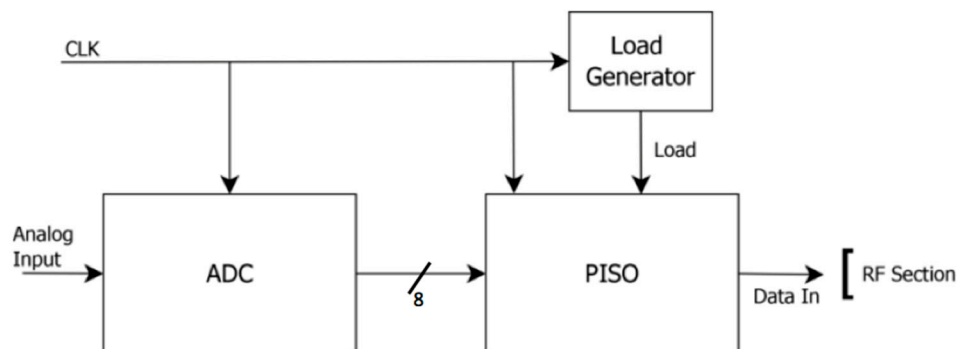 CLK
Load
Generator
Load
Analog
Input
ADC
8
PISO
Data In
RF Section